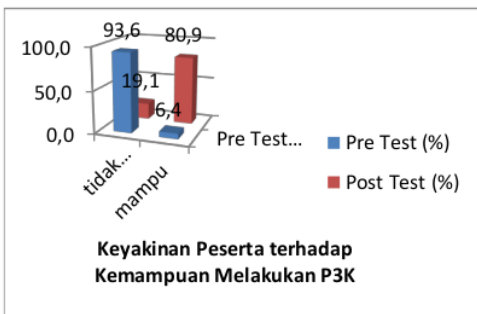 93,6
80,9
100,0
19,1
50,0
6,4
0,0
Pre Test...
Pre Test (%)
tidak...
mampu
Post Test (%)
Keyakinan Peserta terhadap
Kemampuan Melakukan P3K